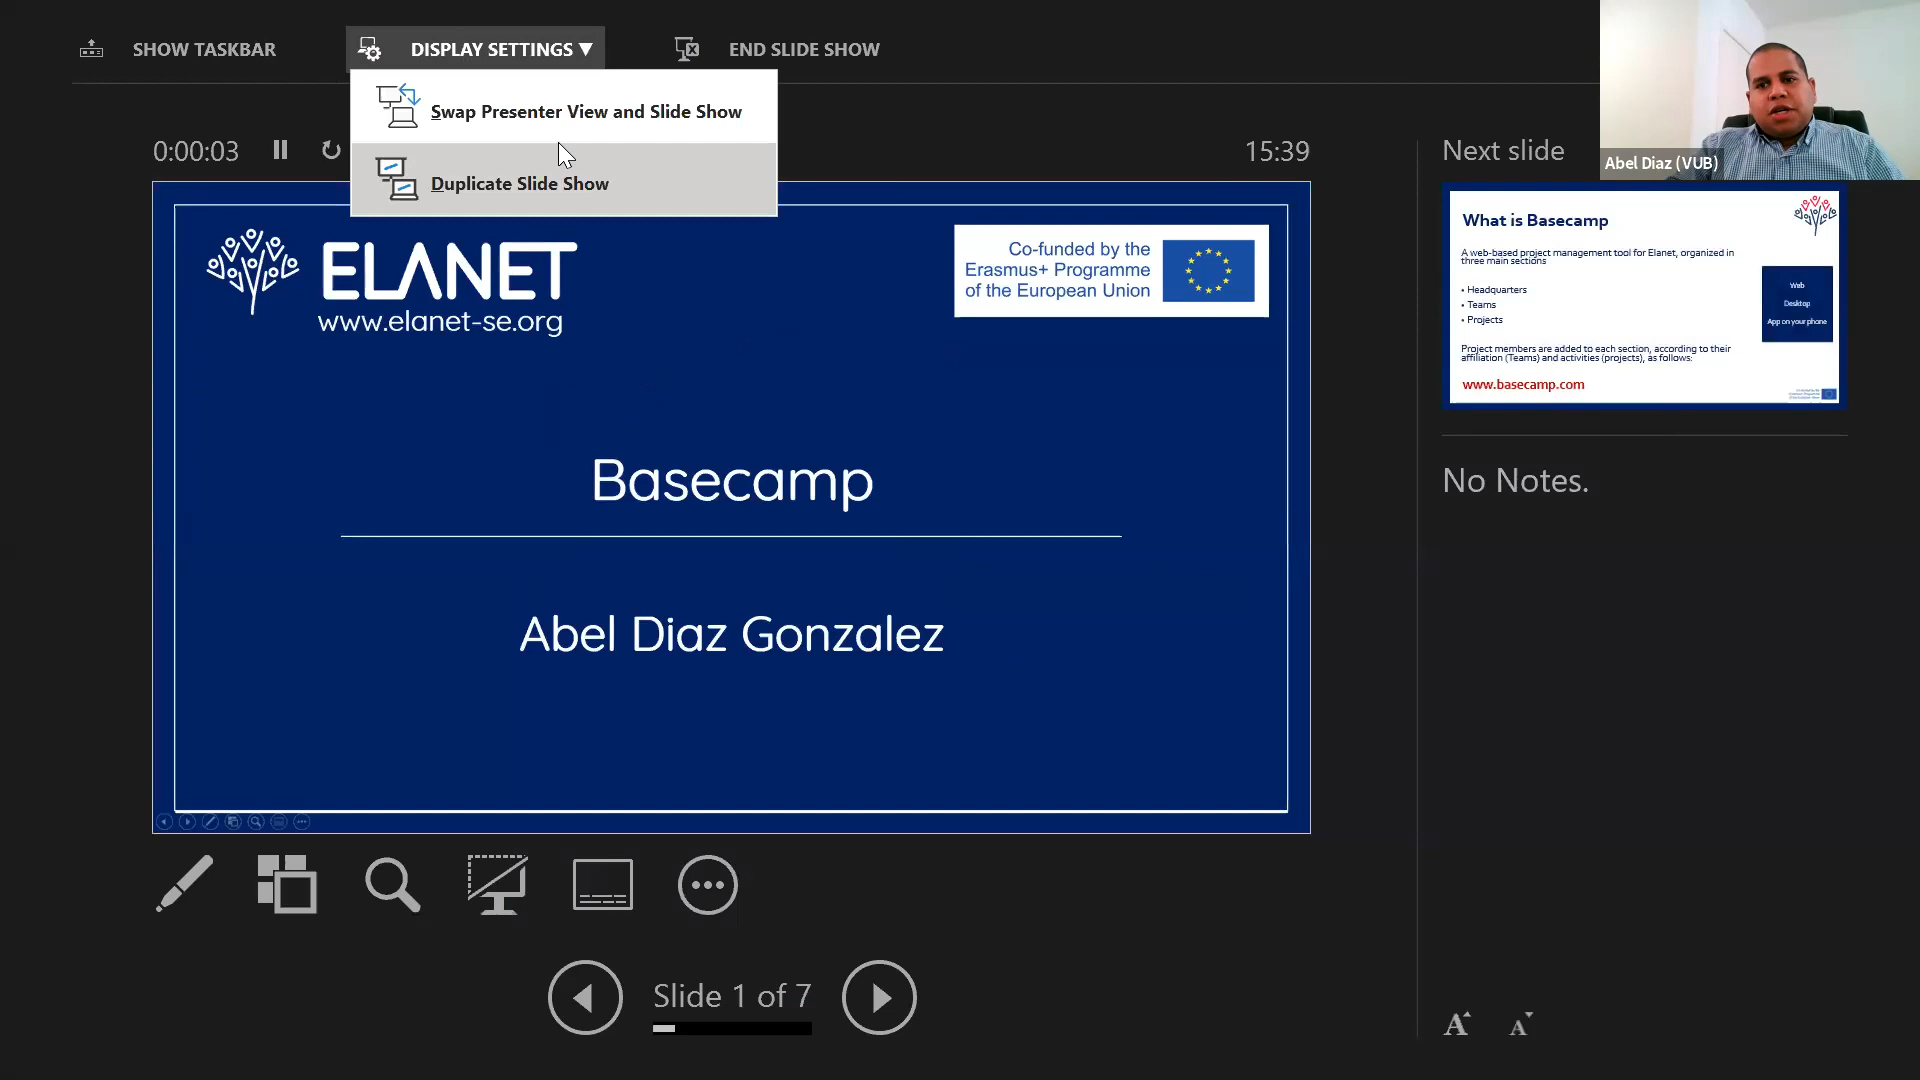 SHOW TASKBAR
DISPLAY SETTINGS ▼
END SLIDE SHOW
Swap Presenter View and Slide Show
Duplicate Slide Show
0:00:03
15:39
Next slide
Abel Diaz (VUB)
ELANET
www.elanet-se.org
Co-funded by the
Erasmus+ Programme
of the European Union
Basecamp
Abel Diaz Gonzalez
What is Basecamp
A web-based project management tool for Elanet, organized in
three main sections
• Headquarters
• Teams
• Projects
Web
Desktop
App on your phone
Project members are added to each section, according to their
affiliation (Teams) and activities (projects), as follows:
www.basecamp.com
No Notes.
Slide 1 of 7
A
A